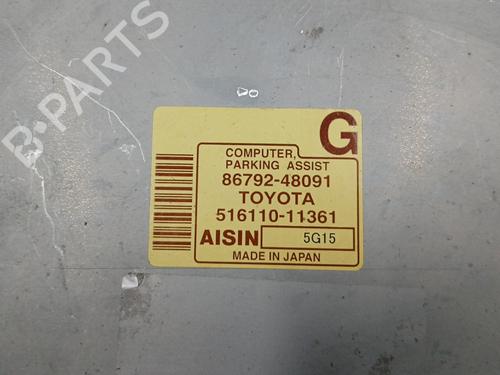 B-PARTS
G
COMPUTER,
PARKING ASSIST
86792-48091
TOYOTA
516110-11361
AISIN 5G15
MADE IN JAPAN